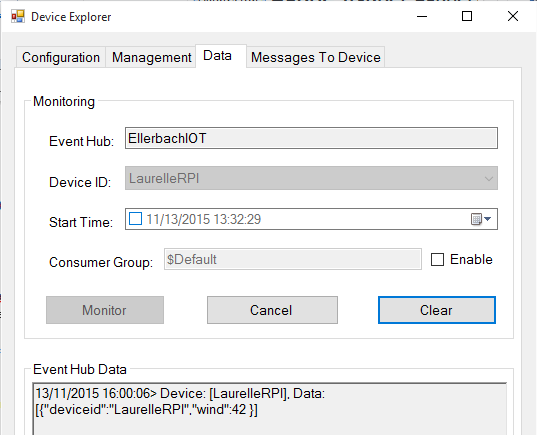 Device Explorer
Configuration Management Data Messages To Device
Monitoring
Event Hub: EllerbachIOT
Device ID: LaurelleRPI
Start Time: 11/13/2015 13:32:29
Consumer Group: $Default Enable
Monitor Cancel Clear
Event Hub Data
13/11/2015 16:00:06> Device: [LaurelleRPI], Data:
[{"deviceid":"LaurelleRPI","wind":42 }]